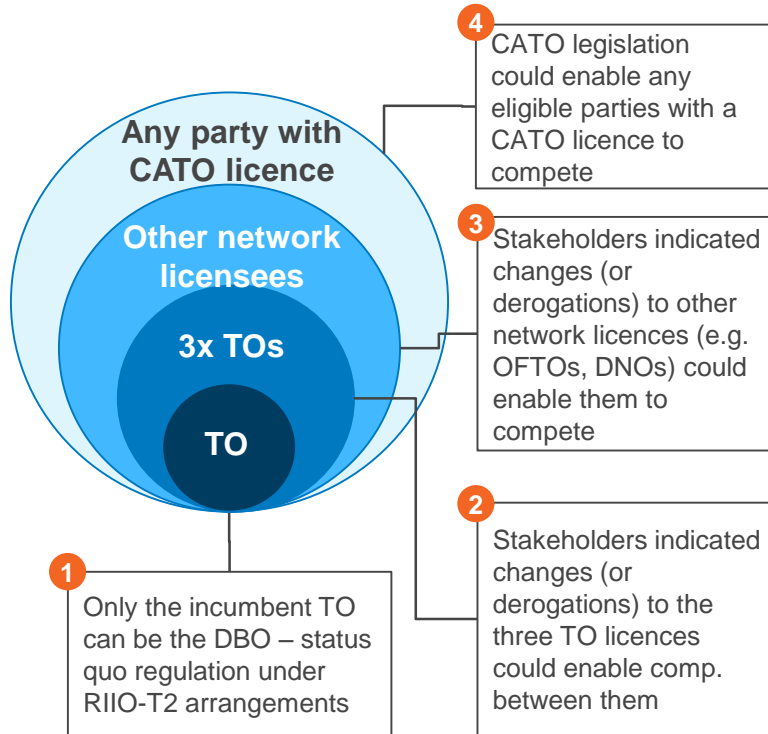 Any party with
CATO licence
Other network
licensees
3x TOs
TO
4
CATO legislation
could enable any
eligible parties with a
CATO licence to
compete
3
Stakeholders indicated
changes (or
derogations) to other
network licences (e.g.
OFTOs, DNOs) could
enable them to
compete
2
Stakeholders indicated
changes (or
derogations) to the
three TO licences
could enable comp.
between them
1
Only the incumbent TO
can be the DBO – status
quo regulation under
RIIO-T2 arrangements